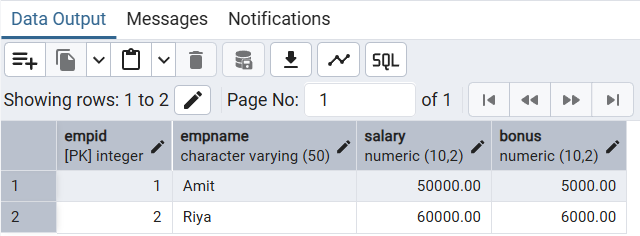 Data Output Messages Notifications
SQL
Showing rows: 1 to 2 Page No: 1 of 1
empid empname salary bonus
[PK] integer character varying (50) numeric (10,2) numeric (10,2)
1 1 Amit 50000.00 5000.00
2 2 Riya 60000.00 6000.00